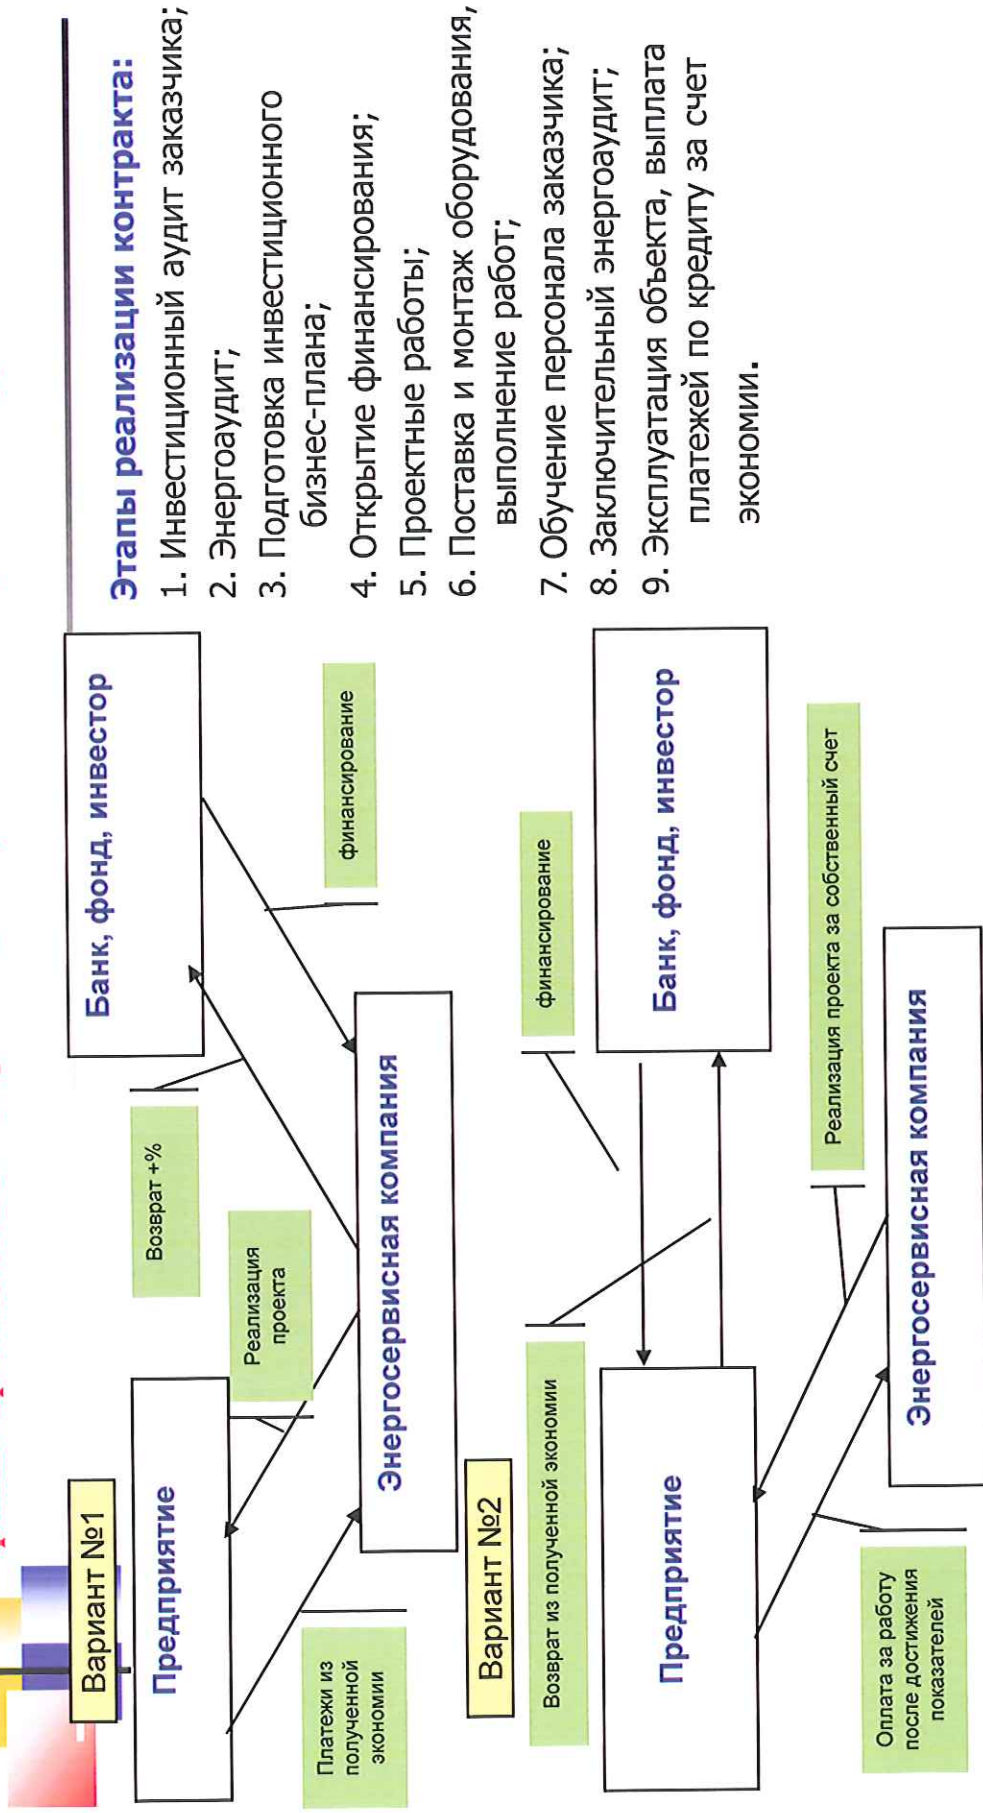 Вариант №1
Предприятие
Банк, фонд, инвестор
Возврат +%
Реализация
проекта
финансирование
Платежи из
полученной
экономии
Энергосервисная компания
Вариант №2
Возврат из полученной экономии
финансирование
Предприятие
Банк, фонд, инвестор
Реализация проекта за собственный счет
Оплата за работу
после достижения
показателей
Энергосервисная компания
Этапы реализации контракта:
1. Инвестиционный аудит заказчика;
2. Энергоаудит;
3. Подготовка инвестиционного
бизнес-плана;
4. Открытие финансирования;
5. Проектные работы;
6. Поставка и монтаж оборудования,
выполнение работ;
7. Обучение персонала заказчика;
8. Заключительный энергоаудит;
9. Эксплуатация объекта, выплата
платежей по кредиту за счет
экономии.